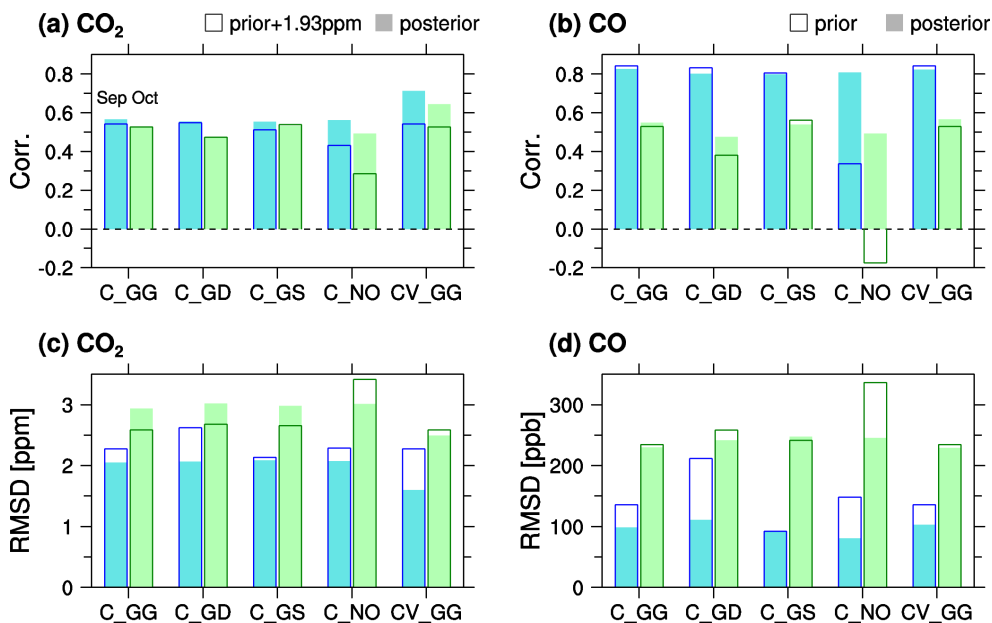 (a) CO₂ prior+1.93ppm posterior
(b) CO prior posterior
Corr.
0.8
0.6
0.4
0.2
0.0
-0.2
Sep Oct
C_GG C_GD C_GS C_NO CV_GG
Corr.
0.8
0.6
0.4
0.2
0.0
-0.2
C_GG C_GD C_GS C_NO CV_GG
(c) CO₂
(d) CO
RMSD [ppm]
3
2
1
0
C_GG C_GD C_GS C_NO CV_GG
RMSD [ppb]
300
200
100
0
C_GG C_GD C_GS C_NO CV_GG